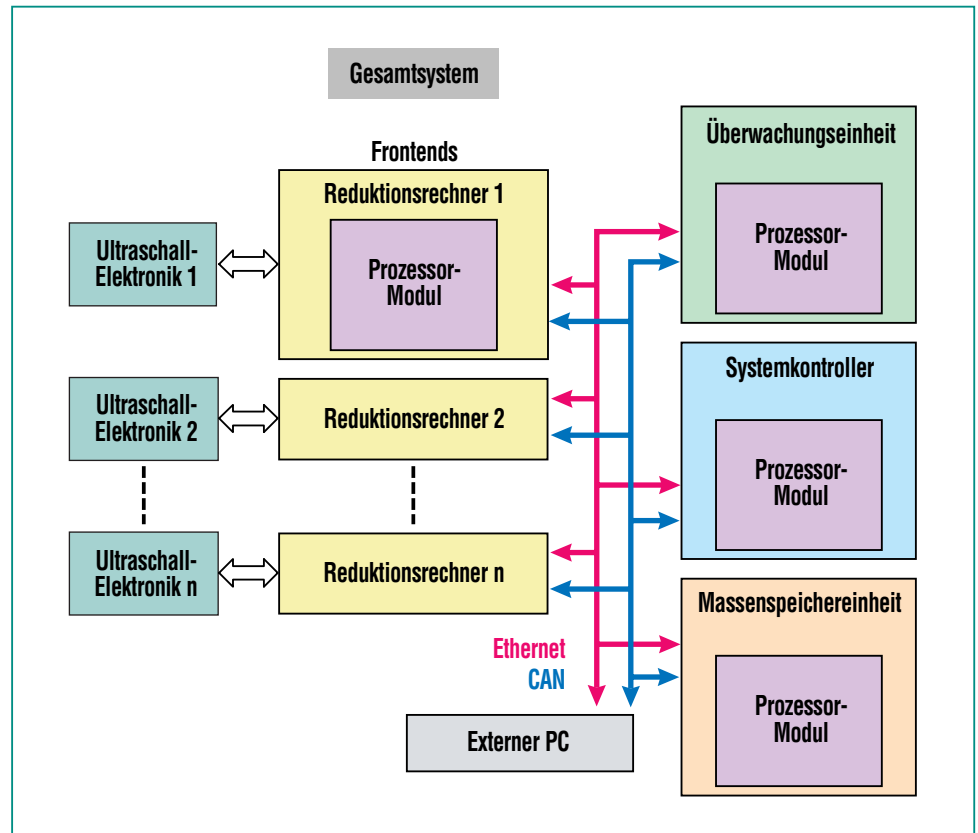 Gesamtsystem
Frontends
Reduktionsrechner 1
Prozessor-
Modul
Ultraschall-
Elektronik 1
Ultraschall-
Elektronik 2
Reduktionsrechner 2
Ultraschall-
Elektronik n
Reduktionsrechner n
Ethernet
CAN
Externer PC
Überwachungseinheit
Prozessor-
Modul
Systemkontroller
Prozessor-
Modul
Massenspeichereinheit
Prozessor-
Modul